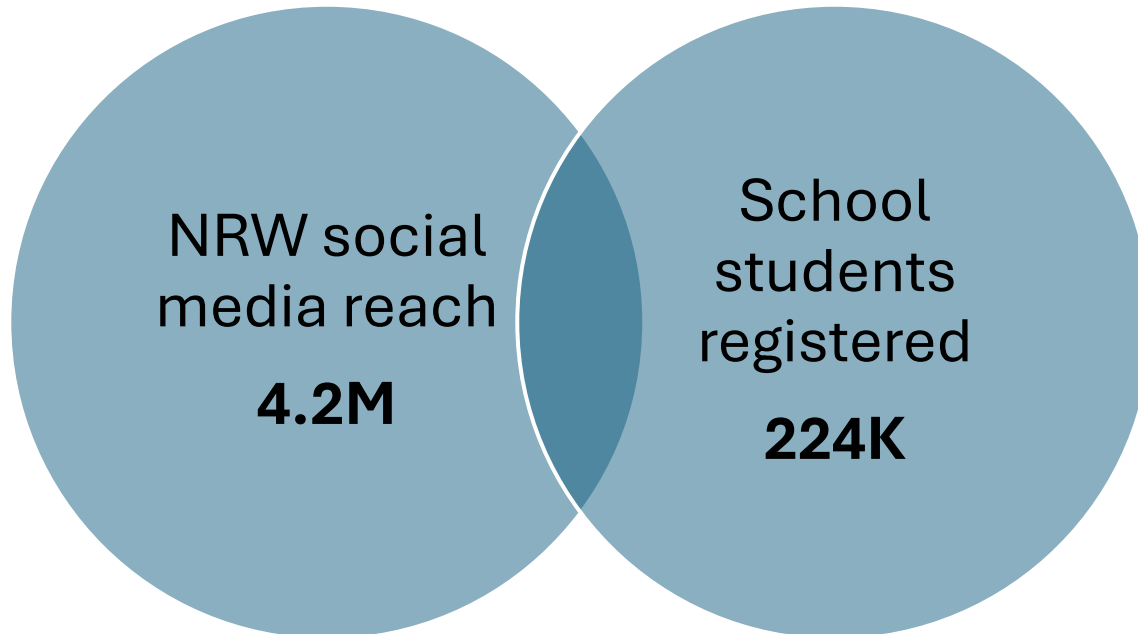 NRW social
media reach
4.2M
School
students
registered
224K